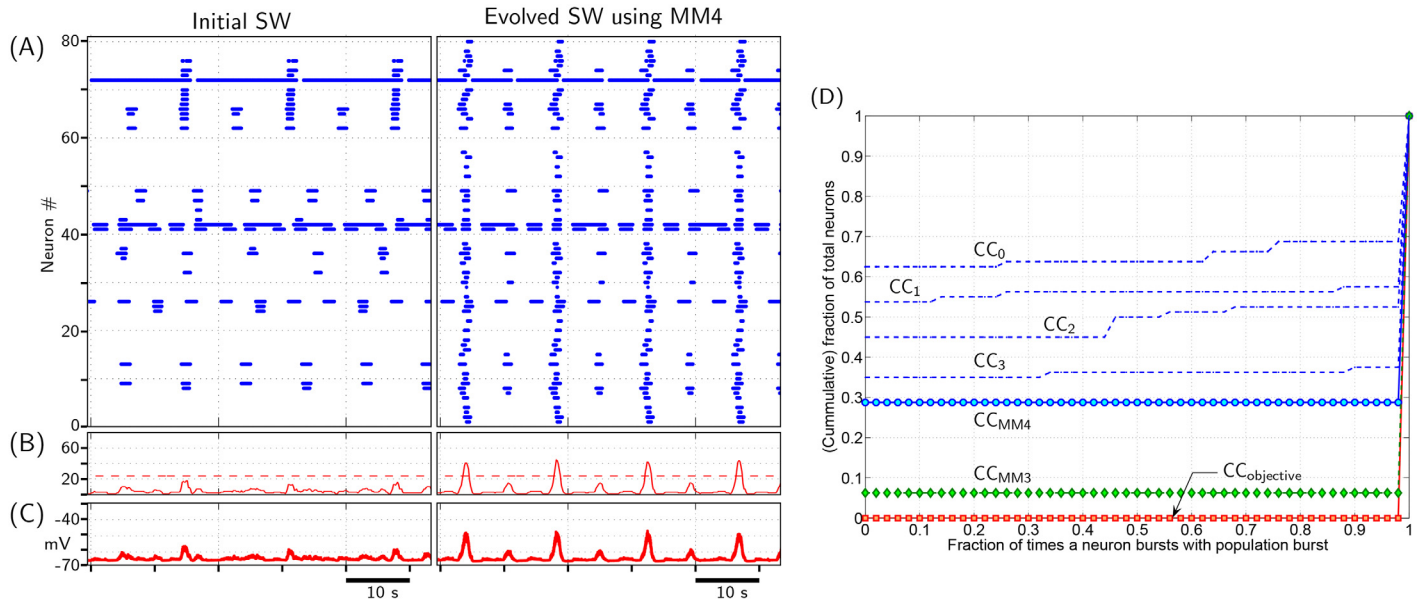 Initial SW
Evolved SW using MM4
(A)
80
60
40
20
0
Neuron #
(B)
60
20
(C)
-40
mV
-70
10 s
10 s
(D)
1
0.9
0.8
0.7
0.6
0.5
0.4
0.3
0.2
0.1
0
(Cummulative) fraction of total neurons
CC0
CC1
CC2
CC3
CCMM4
CCMM3
CCobjective
0 0.1 0.2 0.3 0.4 0.5 0.6 0.7 0.8 0.9 1
Fraction of times a neuron bursts with population burst